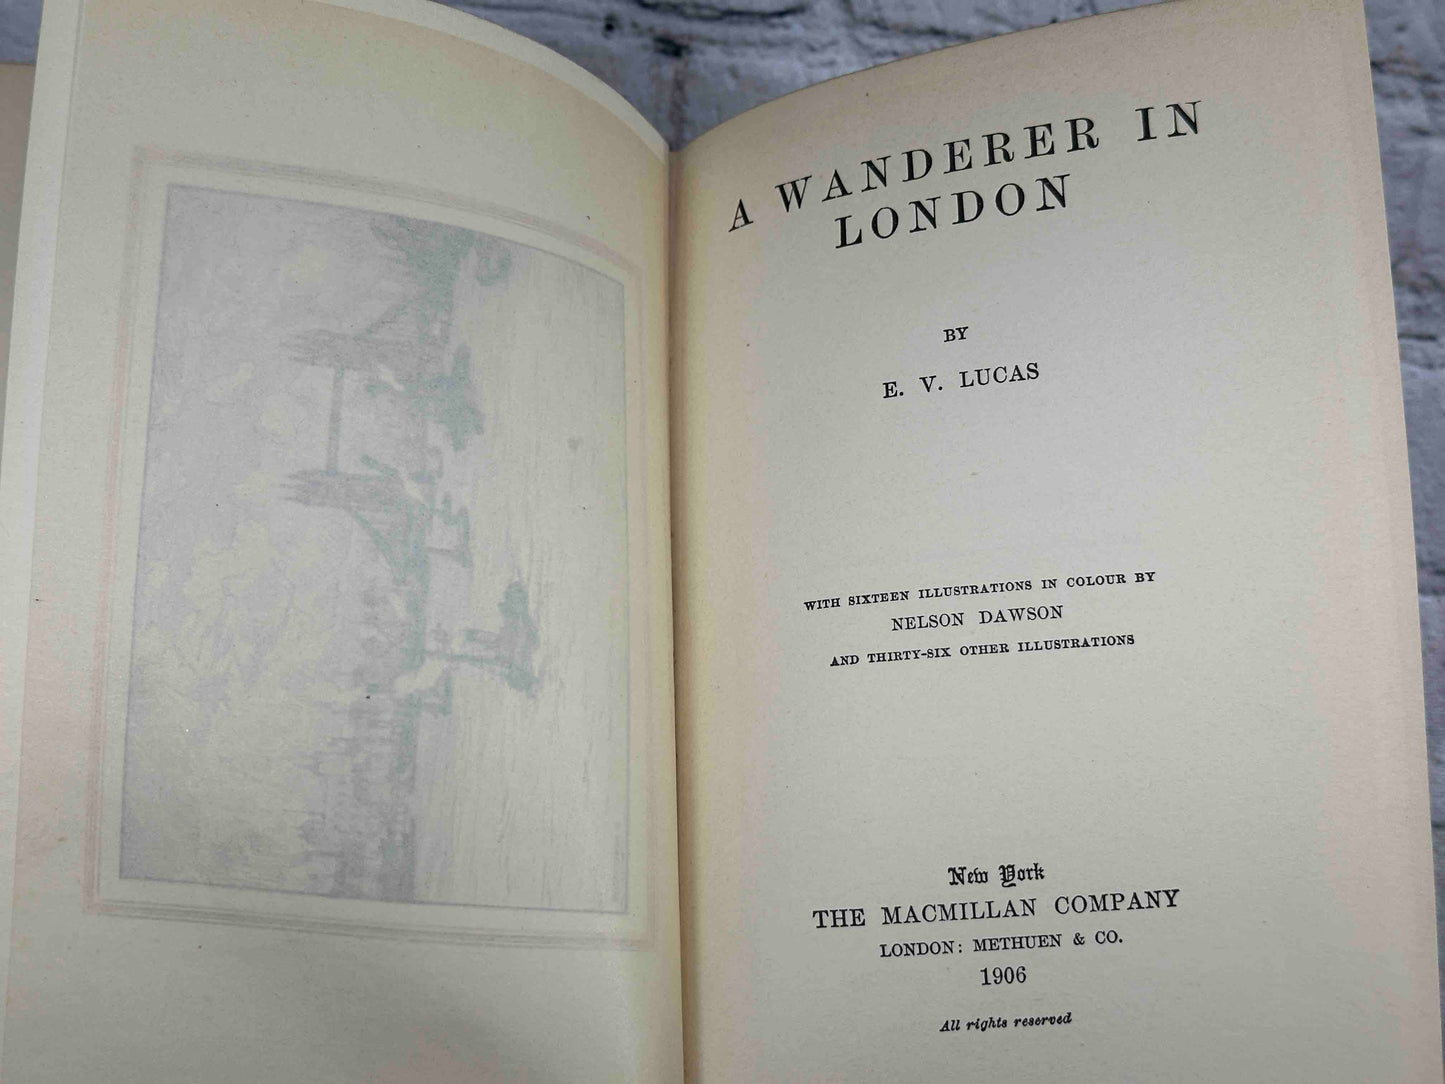 A WANDERER IN
LONDON
BY
E. V. LUCAS
WITH SIXTEEN ILLUSTRATIONS IN COLOUR BY
NELSON DAWSON
AND THIRTY-SIX OTHER ILLUSTRATIONS
New York
THE MACMILLAN COMPANY
LONDON: METHUEN & CO.
1906
All rights reserved